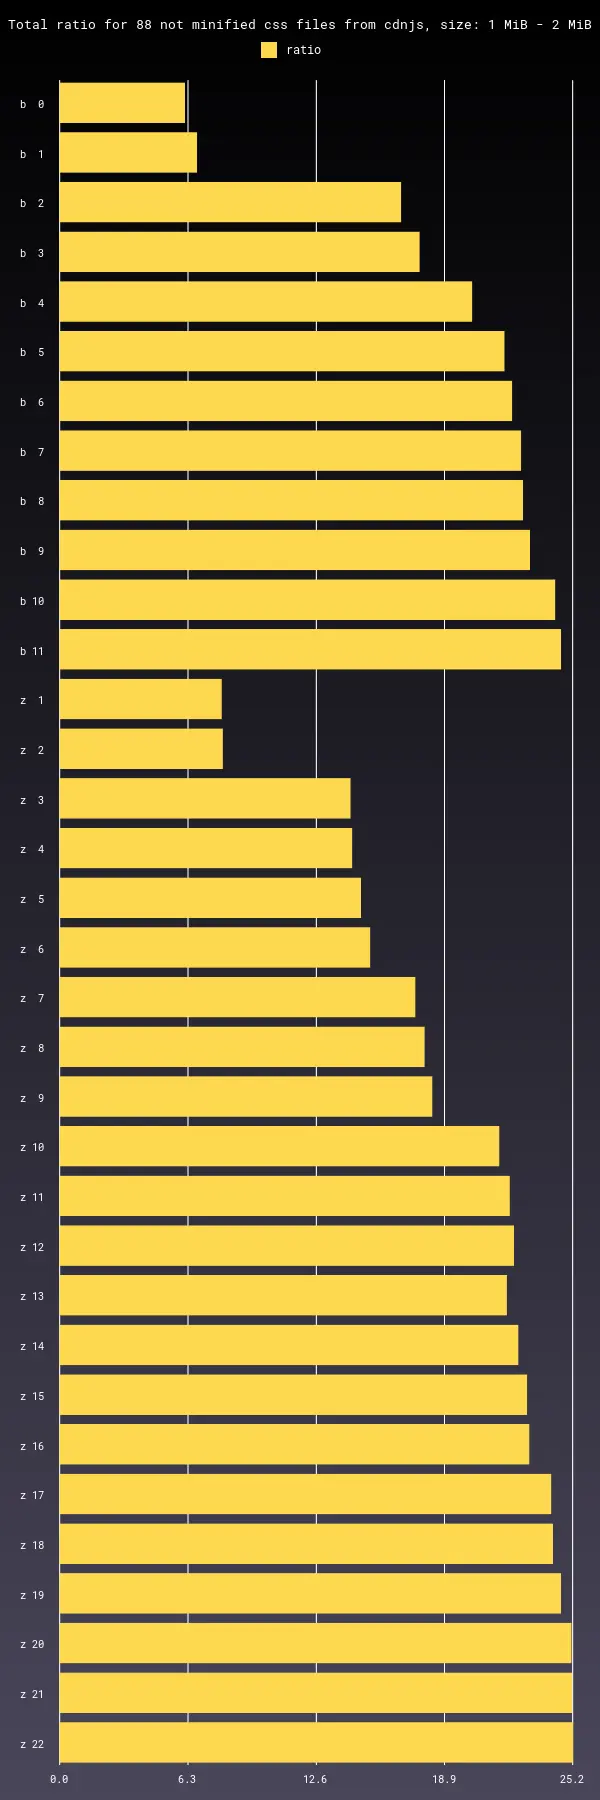 Total ratio for 88 not minified css files from cdnjs, size: 1 MiB - 2 MiB
ratio
b 0
b 1
b 2
b 3
b 4
b 5
b 6
b 7
b 8
b 9
b 10
b 11
z 1
z 2
z 3
z 4
z 5
z 6
z 7
z 8
z 9
z 10
z 11
z 12
z 13
z 14
z 15
z 16
z 17
z 18
z 19
z 20
z 21
z 22
0.0 6.3 12.6 18.9 25.2